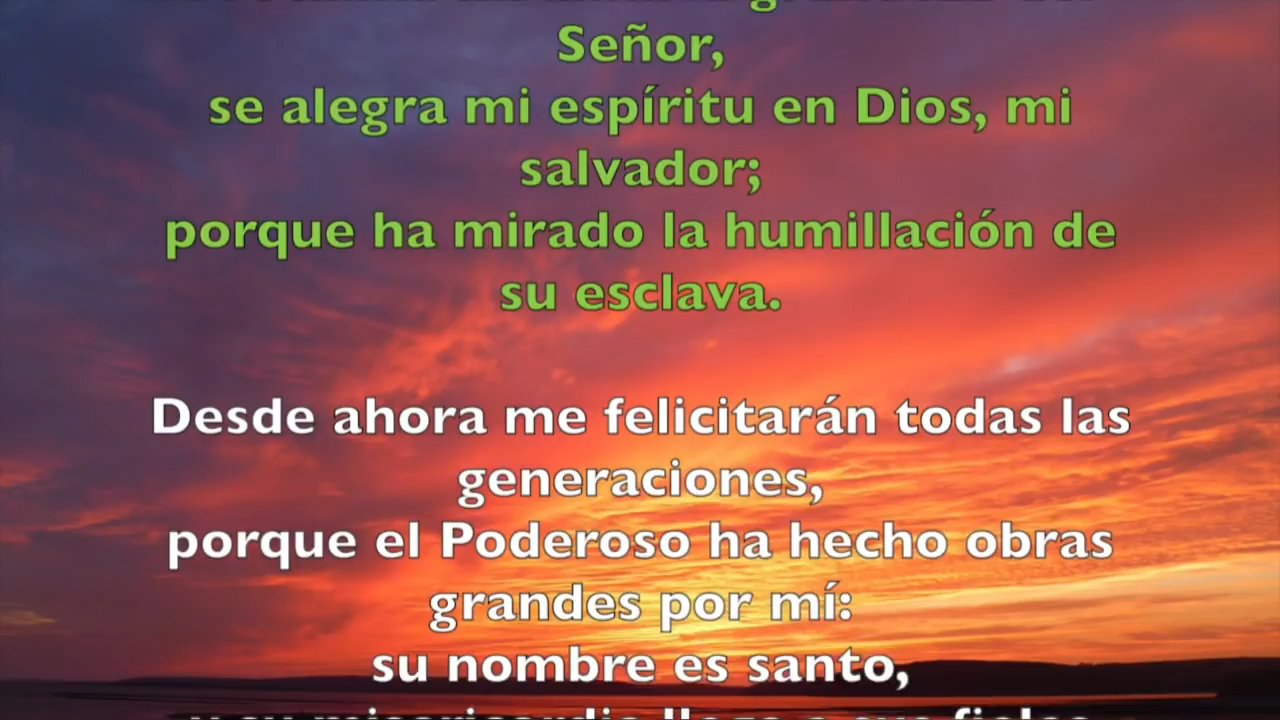 Señor,
se alegra mi espíritu en Dios, mi
salvador;
porque ha mirado la humillación de
su esclava.
Desde ahora me felicitarán todas las
generaciones,
porque el Poderoso ha hecho obras
grandes por mí:
su nombre es santo,